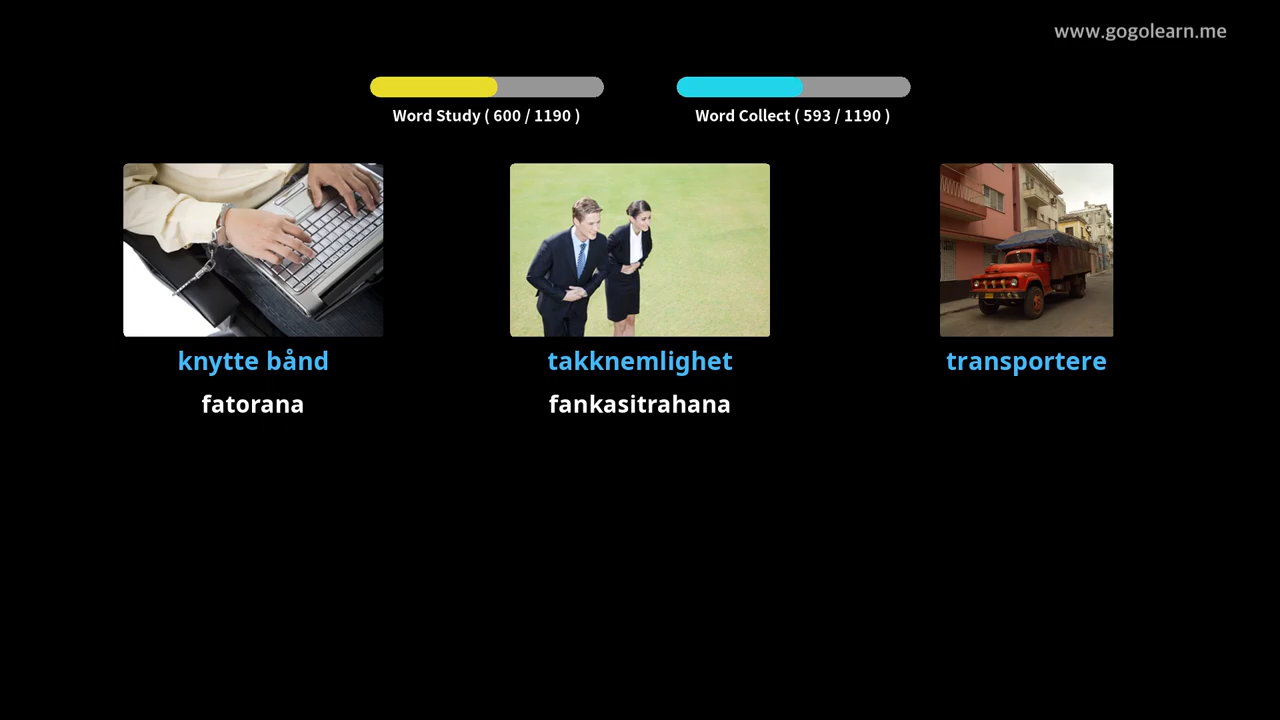 www.gogolearn.me
Word Study ( 600 / 1190 )
Word Collect ( 593 / 1190 )
knytte bånd
takknemlighet
transportere
fatorana
fankasitrahana